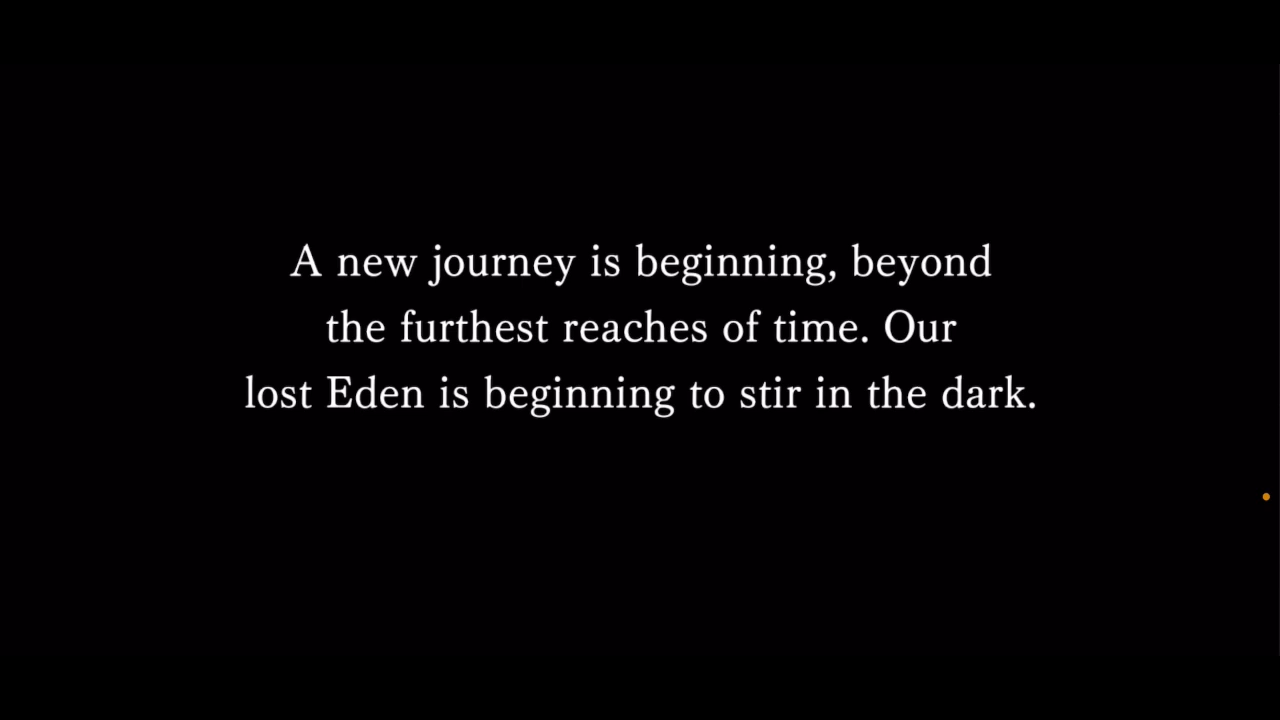 A new journey is beginning, beyond
the furthest reaches of time. Our
lost Eden is beginning to stir in the dark.